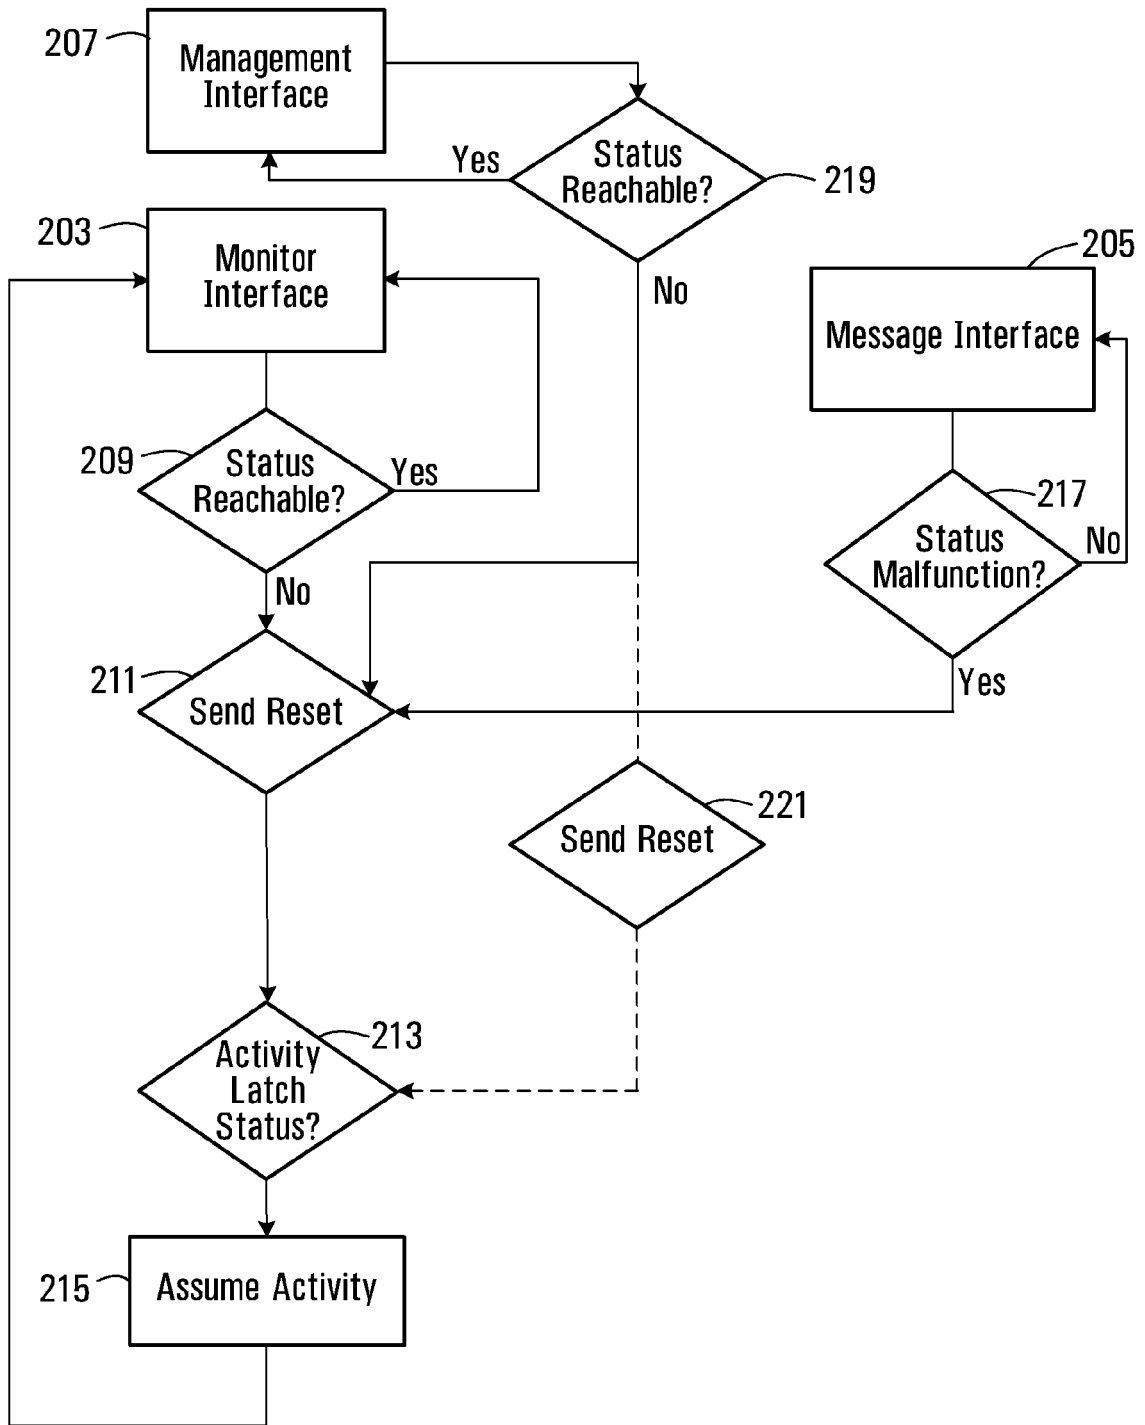 207
Management
Interface
Yes
Status
Reachable?
219
203
Monitor
Interface
No
205
Message Interface
209
Status
Reachable?
Yes
217
Status
Malfunction?
No
No
211
Send Reset
Yes
221
Send Reset
213
Activity
Latch
Status?
215
Assume Activity